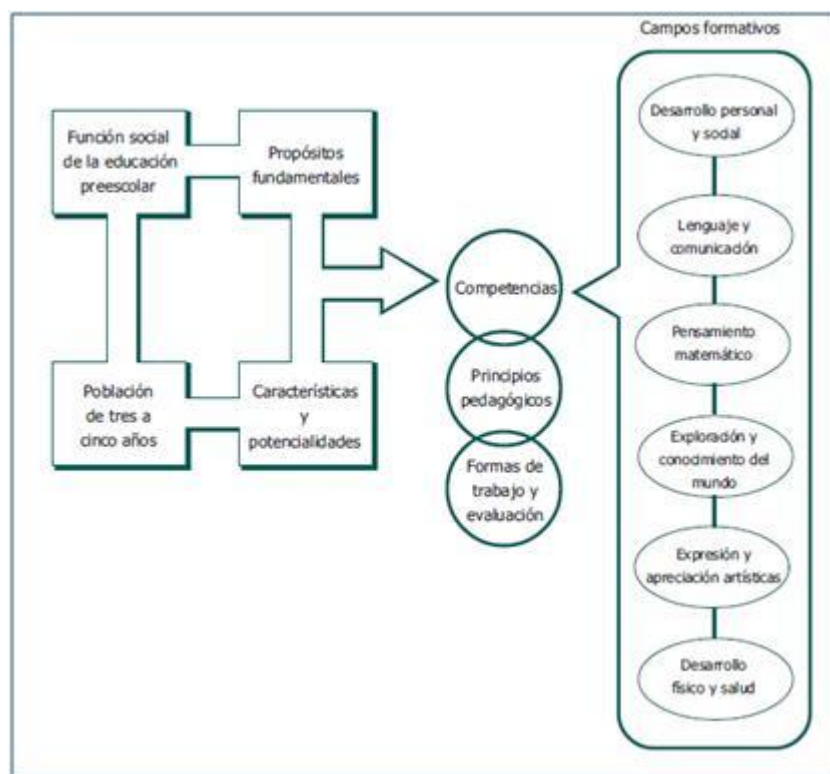 Campos formativos
Función social
de la educación
preescolar
Propósitos
fundamentales
Población
de tres a
cinco años
Características
y
potencialidades
Competencias
Principios
pedagógicos
Formas de
trabajo y
evaluación
Desarrollo personal
y social
Lenguaje y
comunicación
Pensamiento
matemático
Exploración y
conocimiento del
mundo
Expresión y
apreciación artísticas
Desarrollo
físico y salud